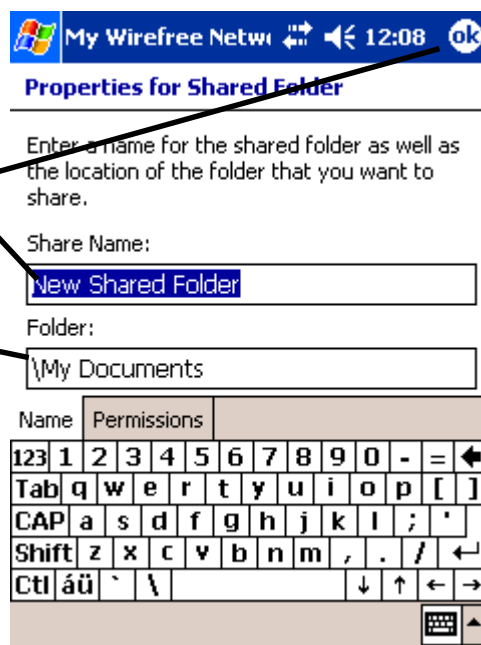 My Wirefree Netw 12:08 ok
Properties for Shared Folder
Enter a name for the shared folder as well as
the location of the folder that you want to
share.
Share Name:
New Shared Folder
Folder:
\My Documents
Name Permissions
123 1 2 3 4 5 6 7 8 9 0 - =
Tab q w e r t y u i o p [ ]
CAP a s d f g h j k l ; '
Shift z x c v b n m , . /
Ctl áü ` \